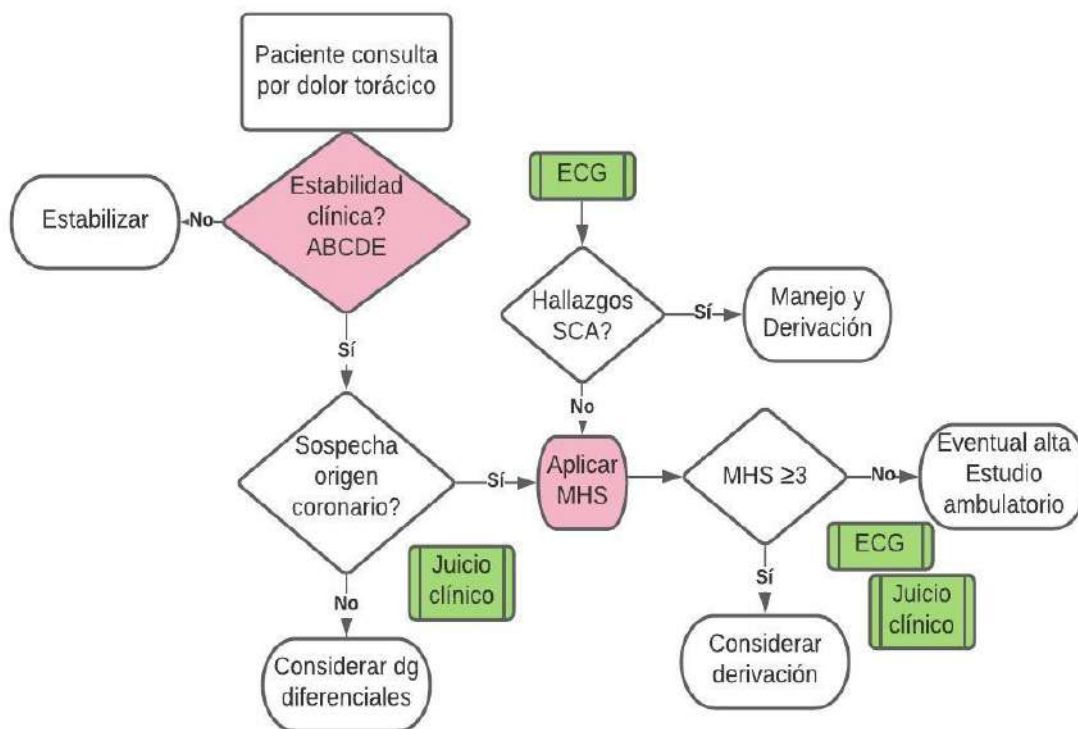 Paciente consulta
por dolor torácico
Estabilidad
clínica?
ABCDE
No
Estabilizar
Sí
Sospecha
origen
coronario?
Sí
No
Considerar dg
diferenciales
Juicio
clínico
ECG
Hallazgos
SCA?
Sí
Manejo y
Derivación
No
Aplicar
MHS
MHS ≥3
No
Eventual alta
Estudio
ambulatorio
ECG
Juicio
clínico
Sí
Considerar
derivación